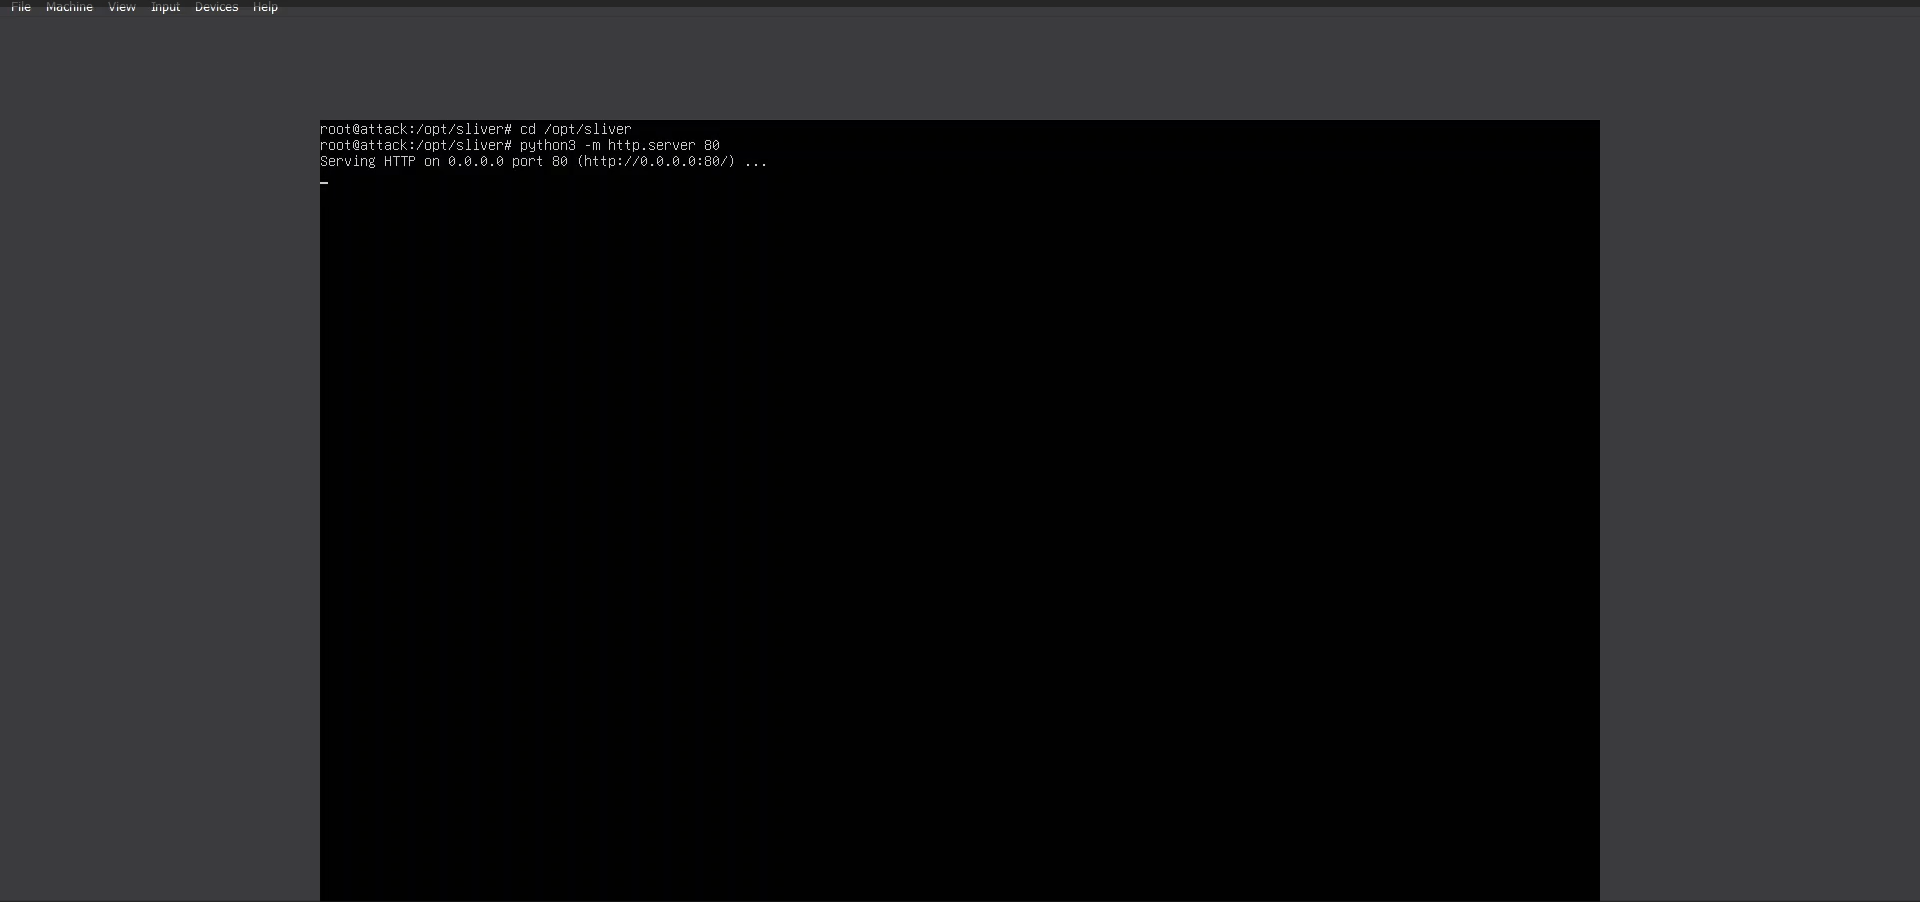 File Machine View Input Devices Help
root@attack:/opt/sliver# cd /opt/sliver
root@attack:/opt/sliver# python3 -m http.server 80
Serving HTTP on 0.0.0.0 port 80 (http://0.0.0.0:80/) ...